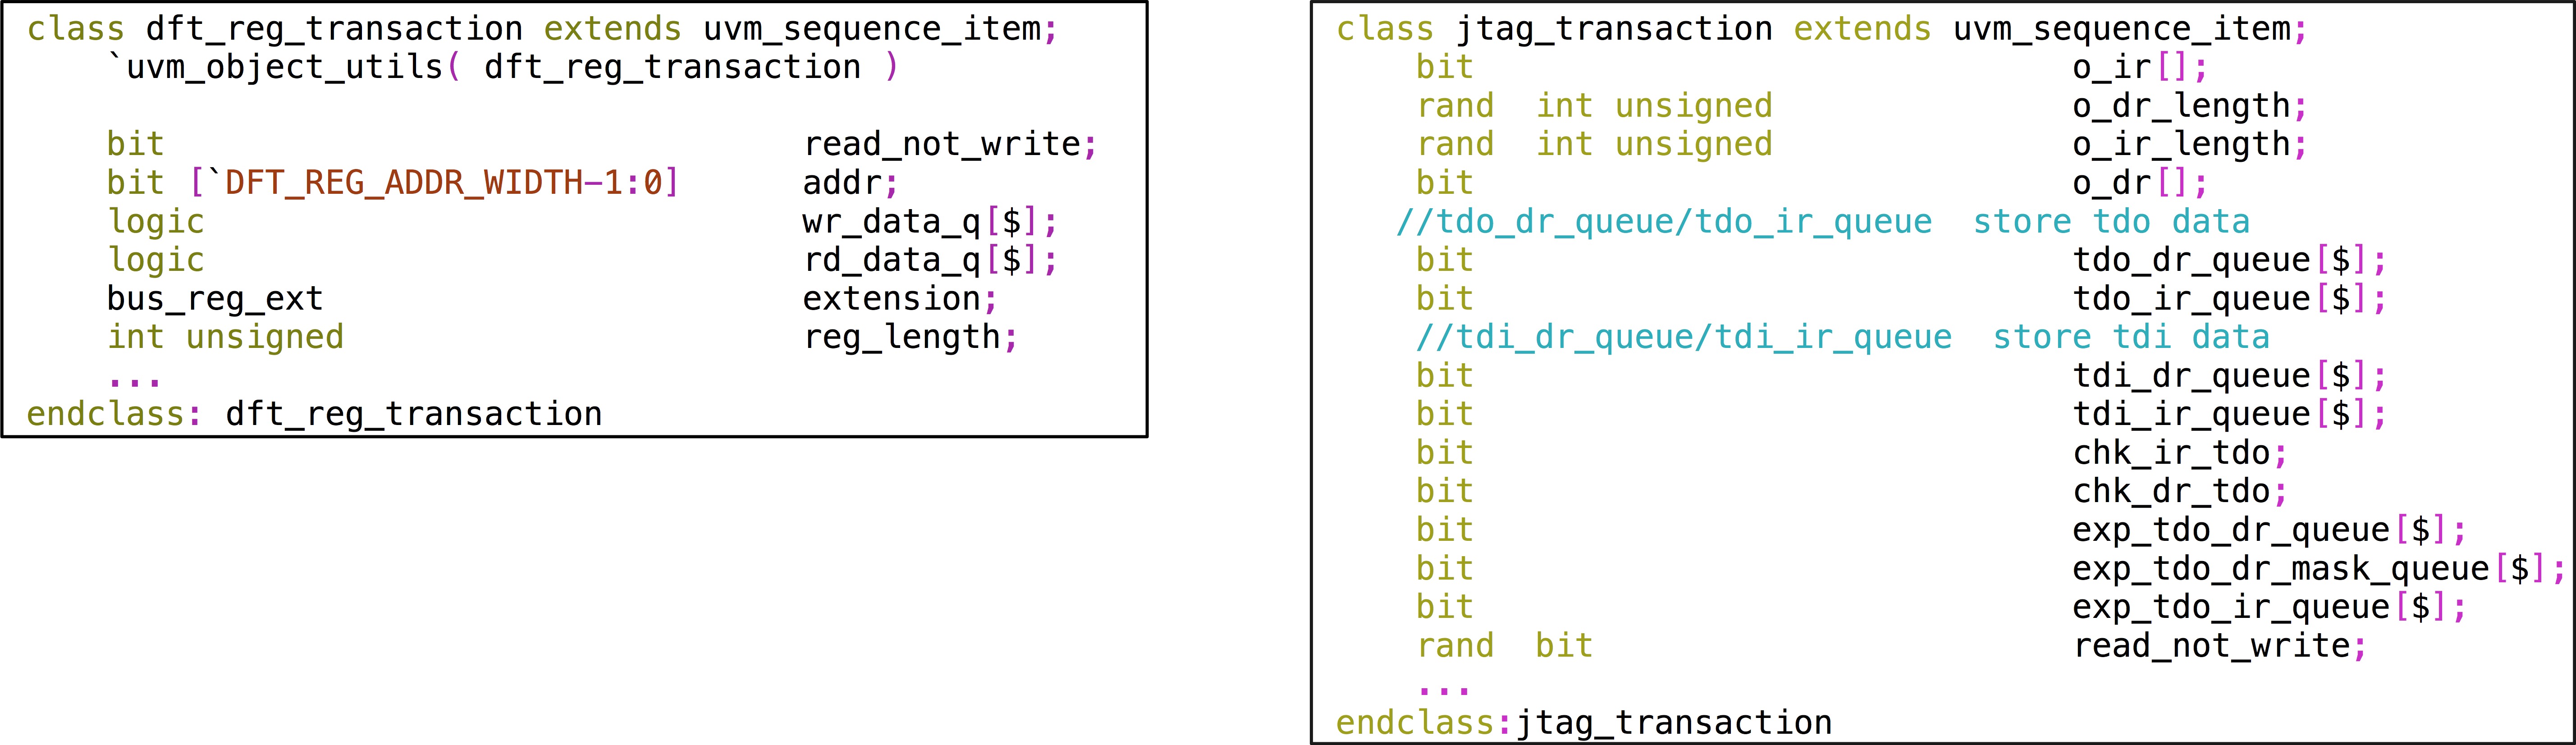 class dft_reg_transaction extends uvm_sequence_item;
`uvm_object_utils( dft_reg_transaction )
bit read_not_write;
bit [`DFT_REG_ADDR_WIDTH-1:0] addr;
logic wr_data_q[$];
logic rd_data_q[$];
bus_reg_ext extension;
int unsigned reg_length;
...
endclass: dft_reg_transaction
class jtag_transaction extends uvm_sequence_item;
bit o_ir[];
rand int unsigned o_dr_length;
rand int unsigned o_ir_length;
bit o_dr[];
//tdo_dr_queue/tdo_ir_queue store tdo data
bit tdo_dr_queue[$];
bit tdo_ir_queue[$];
//tdi_dr_queue/tdi_ir_queue store tdi data
bit tdi_dr_queue[$];
bit tdi_ir_queue[$];
bit chk_ir_tdo;
bit chk_dr_tdo;
bit exp_tdo_dr_queue[$];
bit exp_tdo_dr_mask_queue[$];
bit exp_tdo_ir_queue[$];
rand bit read_not_write;
...
endclass:jtag_transaction